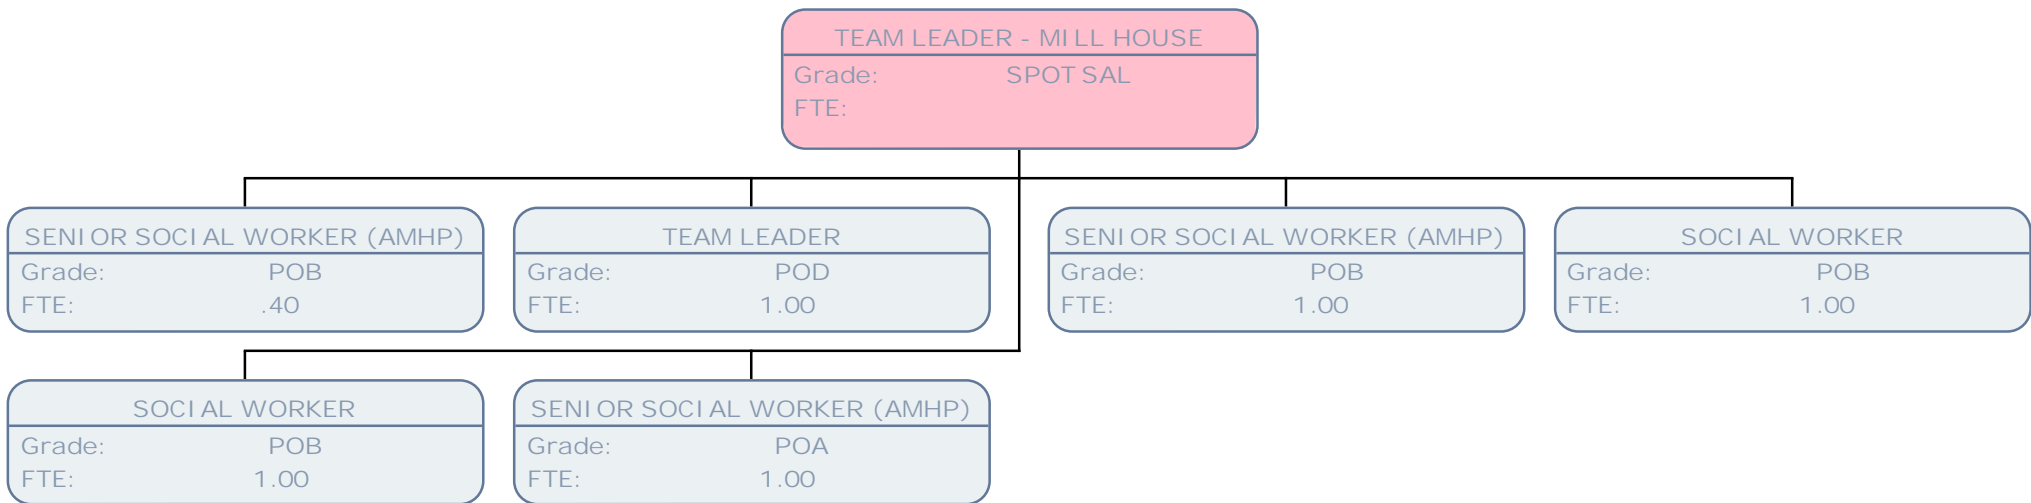 TEAM LEADER - MILL HOUSE
Grade: SPOT SAL
FTE:
SENIOR SOCIAL WORKER (AMHP)
Grade: POB
FTE: .40
TEAM LEADER
Grade: POD
FTE: 1.00
SENIOR SOCIAL WORKER (AMHP)
Grade: POB
FTE: 1.00
SOCIAL WORKER
Grade: POB
FTE: 1.00
SOCIAL WORKER
Grade: POB
FTE: 1.00
SENIOR SOCIAL WORKER (AMHP)
Grade: POA
FTE: 1.00